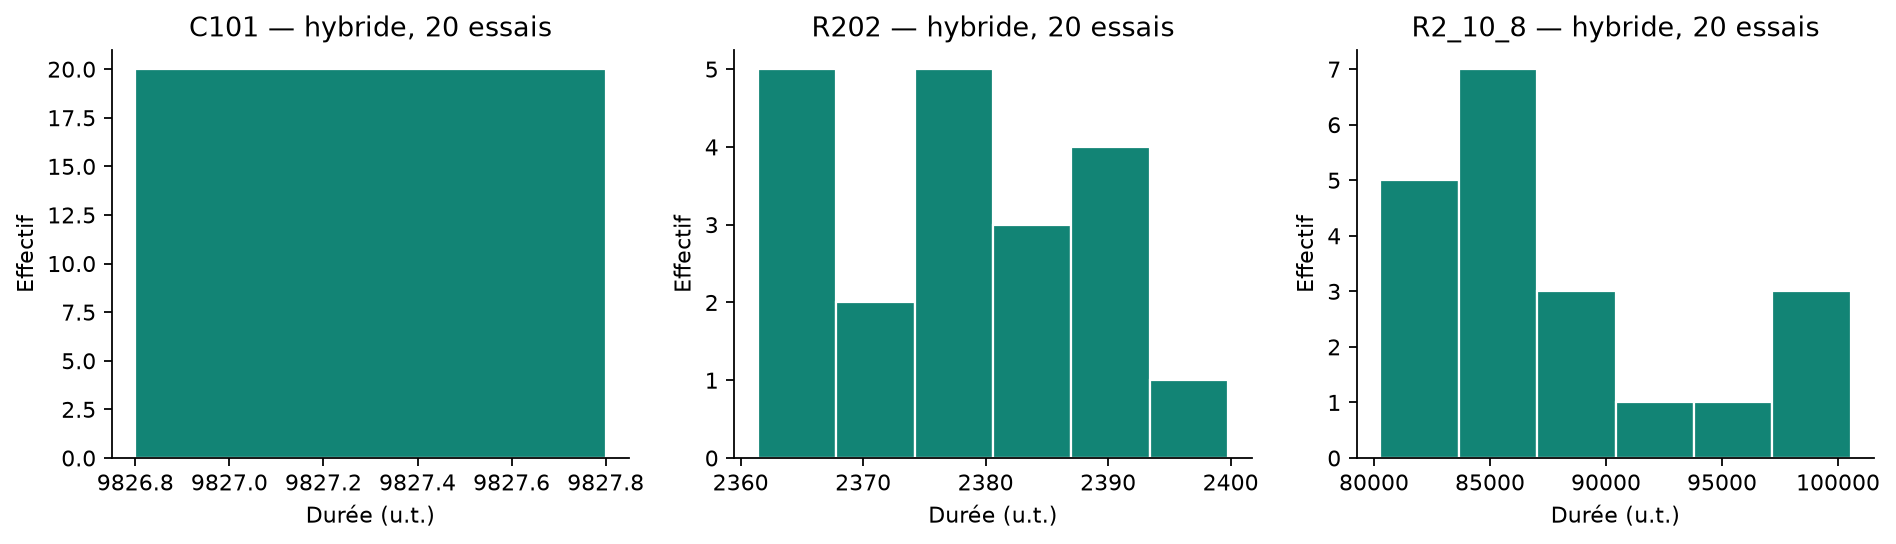 C101 — hybride, 20 essais
Effectif
20.0
17.5
15.0
12.5
10.0
7.5
5.0
2.5
0.0
9826.8 9827.0 9827.2 9827.4 9827.6 9827.8
Durée (u.t.)
R202 — hybride, 20 essais
Effectif
5
4
3
2
1
0
2360 2370 2380 2390 2400
Durée (u.t.)
R2_10_8 — hybride, 20 essais
Effectif
7
6
5
4
3
2
1
0
80000 85000 90000 95000 100000
Durée (u.t.)